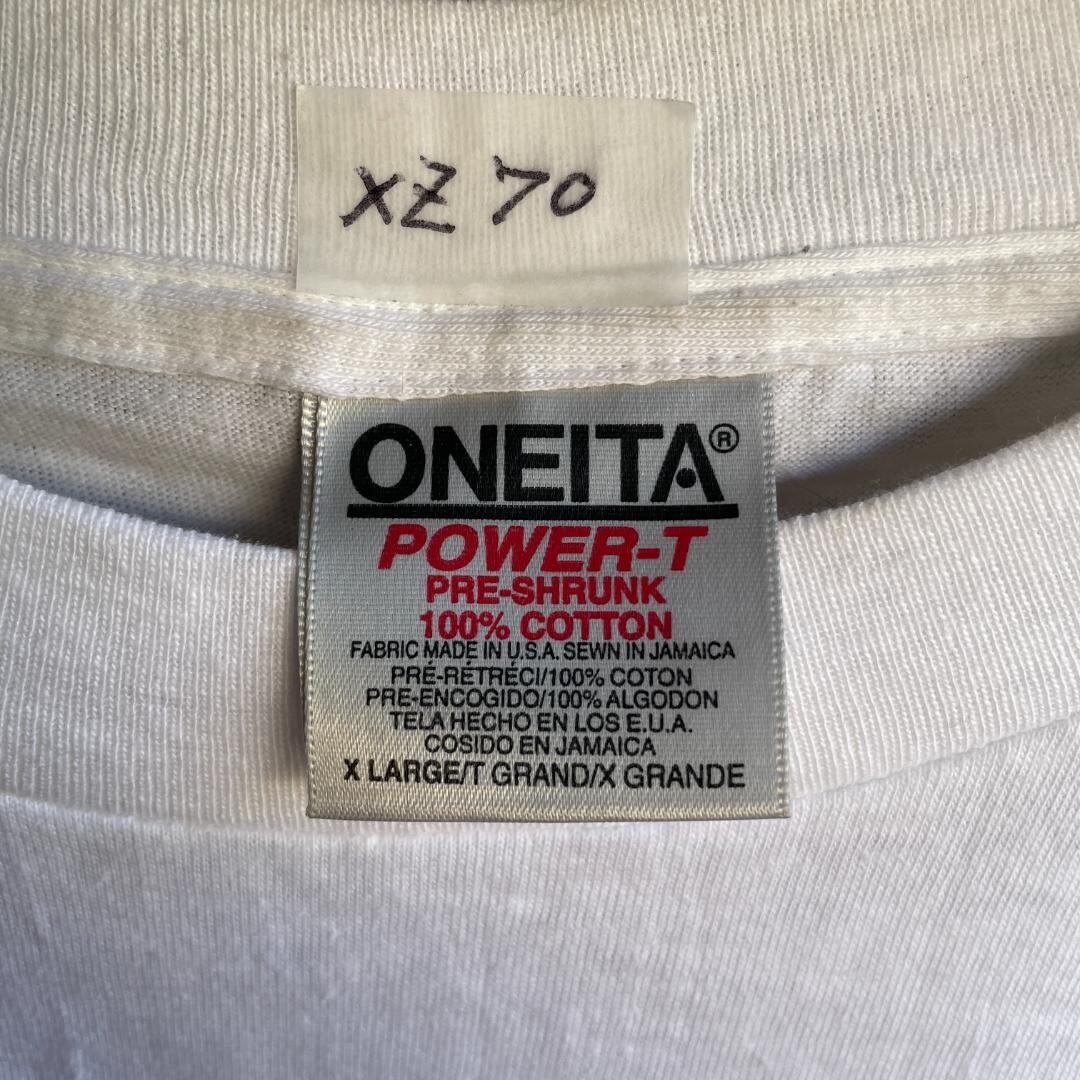 XZ 70
ONEITA®
POWER-T
PRE-SHRUNK
100% COTTON
FABRIC MADE IN U.S.A. SEWN IN JAMAICA
PRÉ-RÉTRÉCI/100% COTON
PRE-ENCOGIDO/100% ALGODON
TELA HECHO EN LOS E.U.A.
COSIDO EN JAMAICA
X LARGE/T GRAND/X GRANDE